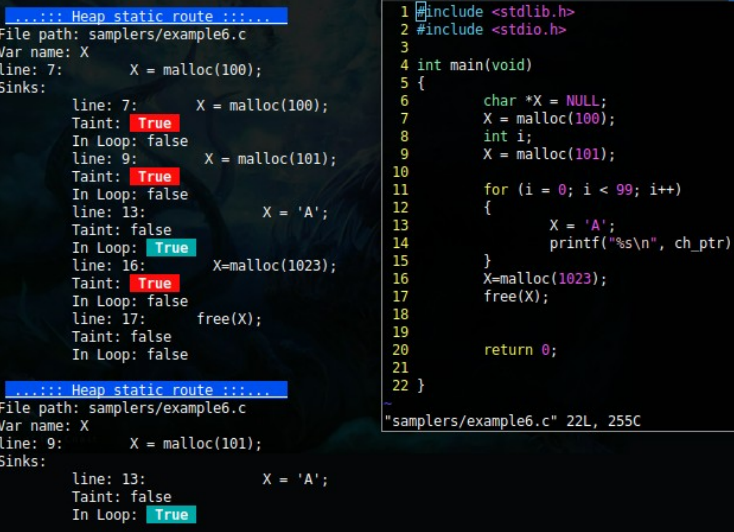 ...::: Heap static route :::...
File path: samplers/example6.c
Var name: X
line: 7: X = malloc(100);
Sinks:
line: 7: X = malloc(100);
Taint: True
In Loop: false
line: 9: X = malloc(101);
Taint: True
In Loop: false
line: 13: X = 'A';
Taint: false
In Loop: True
line: 16: X=malloc(1023);
Taint: True
In Loop: false
line: 17: free(X);
Taint: false
In Loop: false
...::: Heap static route :::...
File path: samplers/example6.c
Var name: X
line: 9: X = malloc(101);
Sinks:
line: 13: X = 'A';
Taint: false
In Loop: True
1 #include <stdlib.h>
2 #include <stdio.h>
3
4 int main(void)
5 {
6 char *X = NULL;
7 X = malloc(100);
8 int i;
9 X = malloc(101);
10
11 for (i = 0; i < 99; i++)
12 {
13 X = 'A';
14 printf("%s\n", ch_ptr)
15 }
16 X=malloc(1023);
17 free(X);
18
19
20 return 0;
21
22 }
~
"samplers/example6.c" 22L, 255C